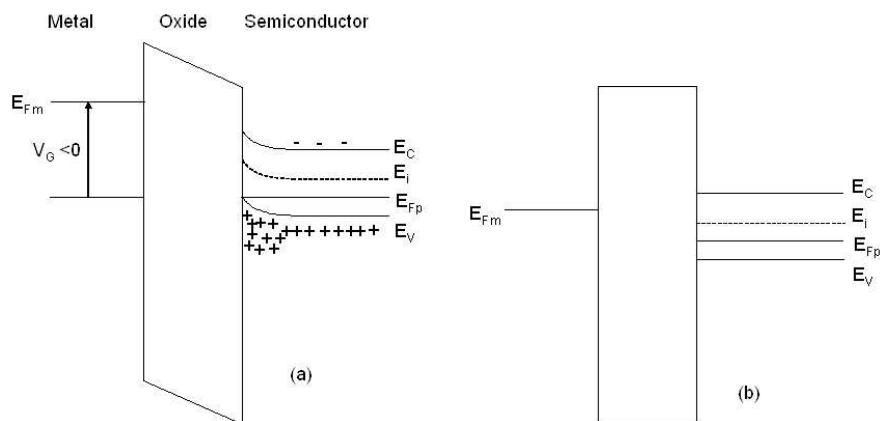 Metal Oxide Semiconductor
E_Fm
V_G <0
E_C
E_i
E_Fp
E_V
(a)
E_Fm
E_C
E_i
E_Fp
E_V
(b)